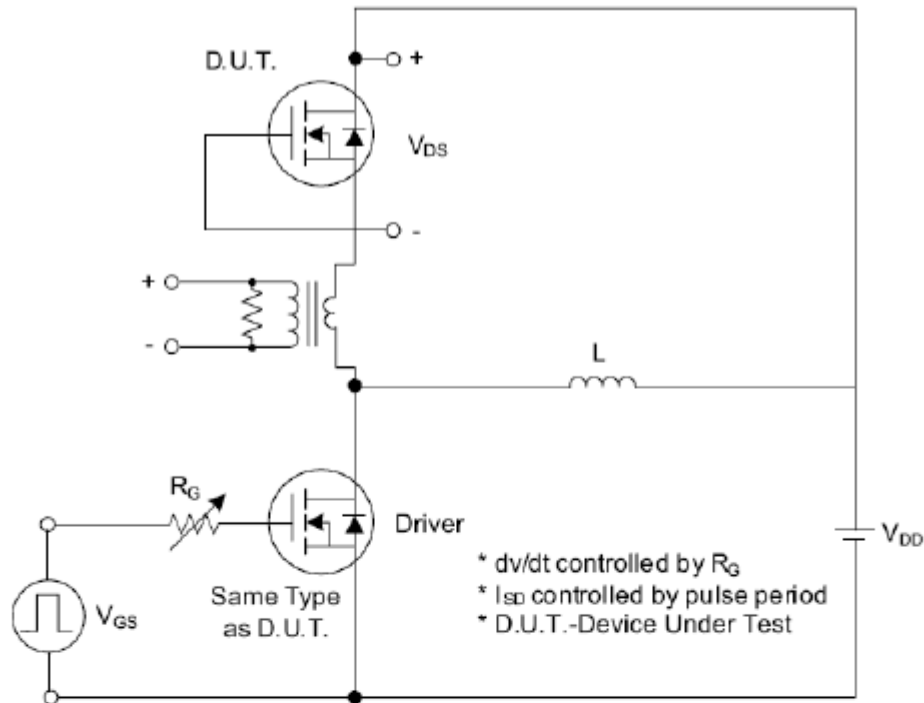 D.U.T.
+
VDS
-
+
-
L
RG
Driver
VDD
VGS
Same Type
as D.U.T.
* dv/dt controlled by RG
* ISD controlled by pulse period
* D.U.T.-Device Under Test